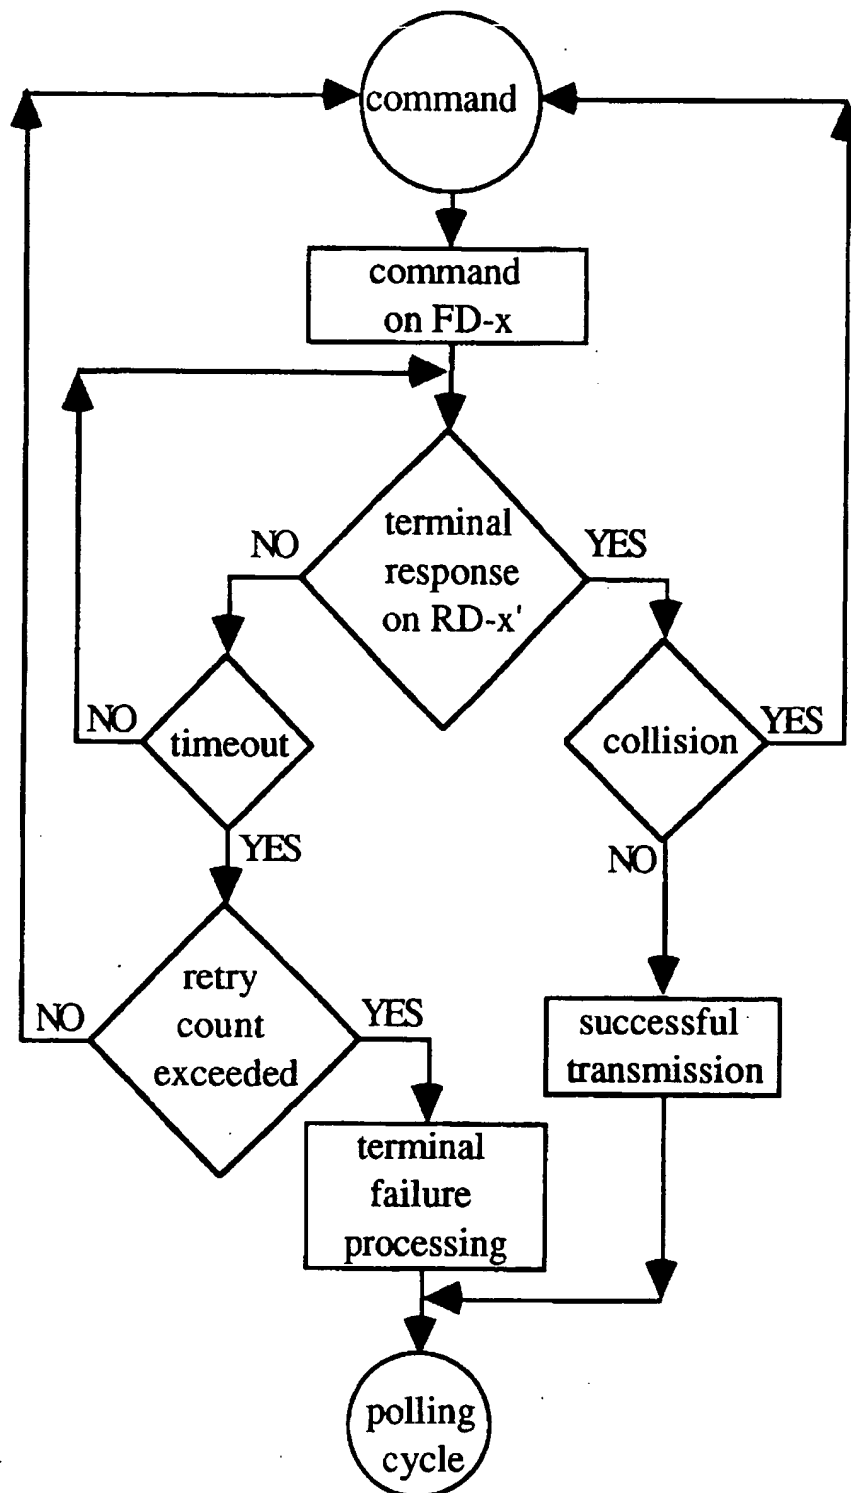 command
command
on FD-x
terminal
response
on RD-x'
NO
YES
timeout
NO
YES
collision
YES
NO
retry
count
exceeded
NO
YES
successful
transmission
terminal
failure
processing
polling
cycle